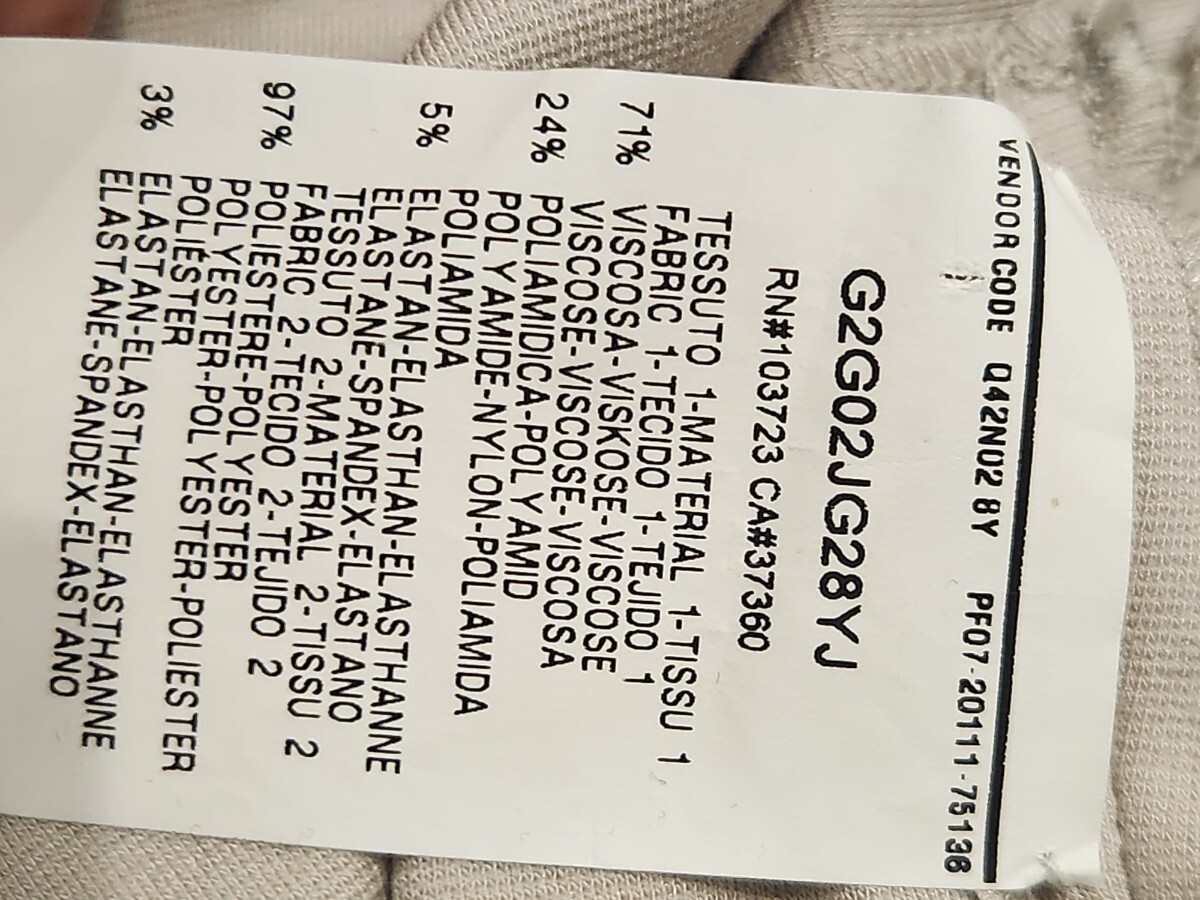 VENDOR CODE Q42NU02 8Y PF07-20111-75138
G2G02JG28YJ
RN#103723 CA#37360
TESSUTO 1-MATERIAL 1-TISSU 1
FABRIC 1-TECIDO 1-TEJIDO 1
71% VISCOSA-VISKOSE-VISCOSE
VISCOSE-VISCOSE-VISCOSA
24% POLIAMIDICA-POLYAMID
POLYAMIDE-NYLON-POLIAMIDA
POLIAMIDA
5% ELASTAN-ELASTHAN-ELASTHANNE
ELASTANE-SPANDEX-ELASTANO
TESSUTO 2-MATERIAL 2-TISSU 2
FABRIC 2-TECIDO 2-TEJIDO 2
97% POLIESTERE-POLYESTER
POLYESTER-POLYESTER-POLIESTER
POLIÉSTER
3% ELASTAN-ELASTHAN-ELASTHANNE
ELASTANE-SPANDEX-ELASTANO